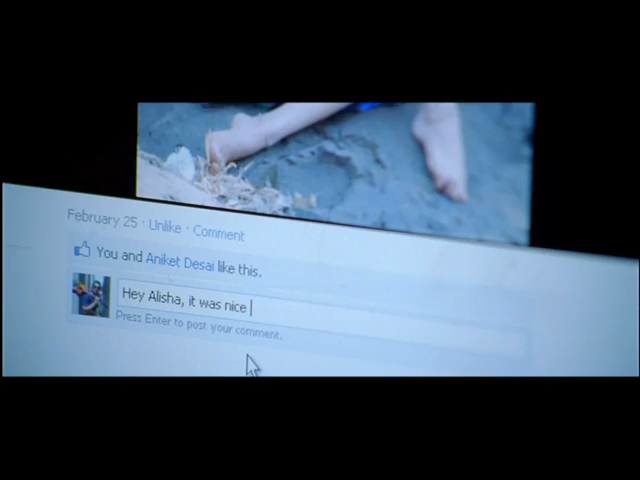 February 25 · Unlike · Comment
You and Aniket Desai like this.
Hey Alisha, it was nice
Press Enter to post your comment.